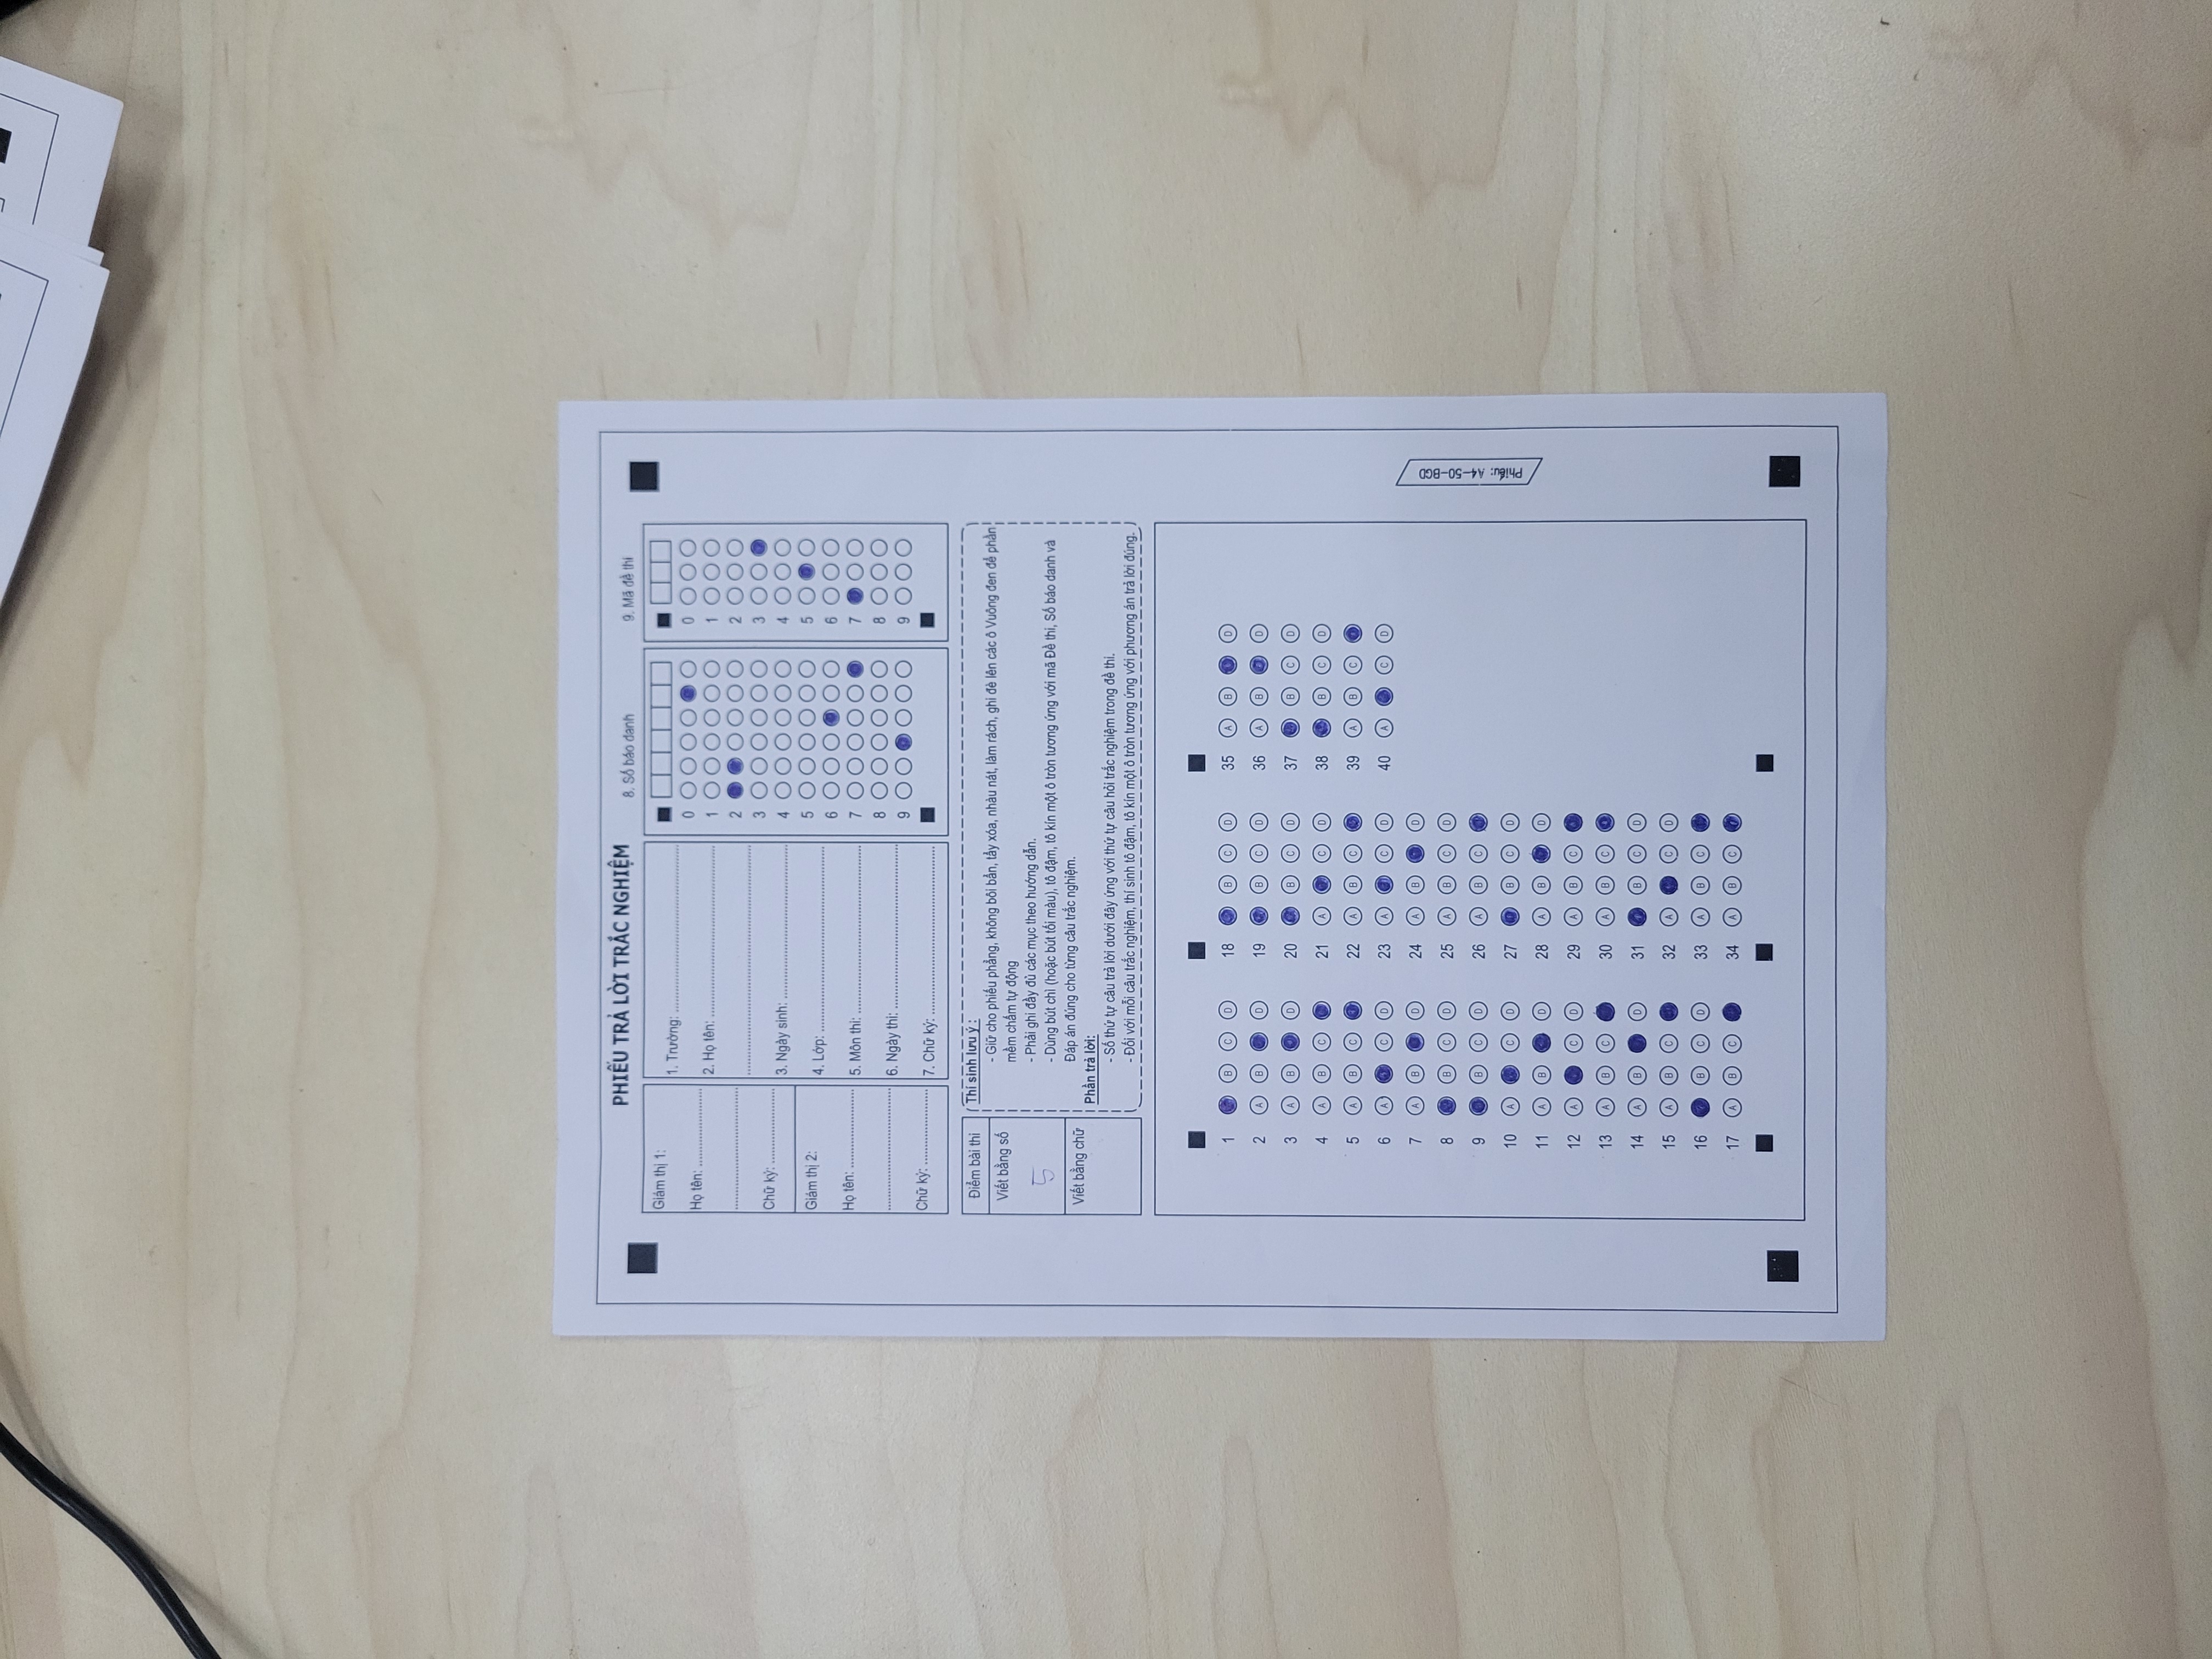 PHIẾU TRẢ LỜI TRẮC NGHIỆM
8. Số báo danh
9. Mã đề thi
Giám thị 1:
Họ tên:
Chữ ký:
Giám thị 2:
Họ tên:
Chữ ký:
1. Trường:
2. Họ tên:
3. Ngày sinh:
4. Lớp:
5. Môn thi:
6. Ngày thi:
7. Chữ ký:
0
1
2
3
4
5
6
7
8
9
0
1
2
3
4
5
6
7
8
9
Điểm bài thi
Viết bằng số
5
Viết bằng chữ
Thí sinh lưu ý :
- Giữ cho phiếu phẳng, không bôi bẩn, tẩy xóa, nhàu nát, làm rách, ghi đè lên các ô Vuông đen để phần
mềm chấm tự động
- Phải ghi đầy đủ các mục theo hướng dẫn.
- Dùng bút chì (hoặc bút tối màu), tô đậm, tô kín một ô tròn tương ứng với mã Đề thi, Số báo danh và
Đáp án đúng cho từng câu trắc nghiệm.
Phần trả lời:
- Số thứ tự câu trả lời dưới đây ứng với thứ tự câu hỏi trắc nghiệm trong đề thi.
- Đối với mỗi câu trắc nghiệm, thí sinh tô đậm, tô kín một ô tròn tương ứng với phương án trả lời đúng.
1 B C D
2 A B D
3 A B D
4 A B C
5 A B C
6 A C D
7 A B D
8 B C D
9 B C D
10 A C D
11 A B D
12 A C D
13 A B C
14 A B D
15 A B C
16 B C D
17 A B C
18 B C D
19 B C D
20 B C D
21 A C D
22 A B C
23 A C D
24 A B D
25 A B C D
26 A B C
27 B C D
28 A B D
29 A B C
30 A B C
31 B C D
32 A C D
33 A B C
34 A B C
35 A B D
36 A B D
37 B C D
38 B C D
39 A B C
40 A C D
Phiếu: A4-50-BGD